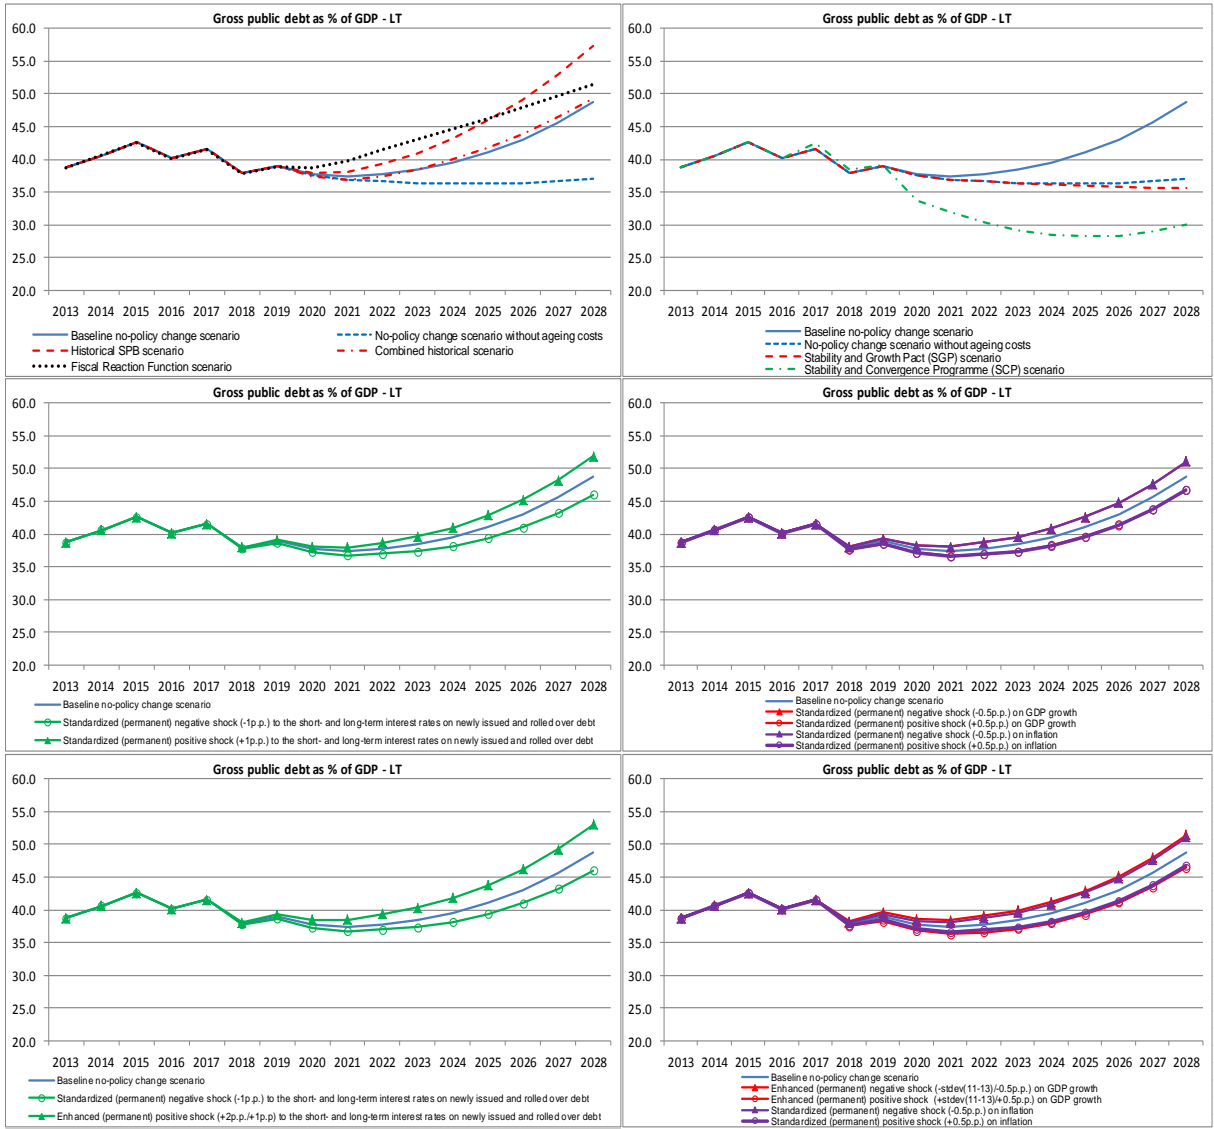 Gross public debt as % of GDP - LT
60.0
55.0
50.0
45.0
40.0
35.0
30.0
25.0
20.0
2013 2014 2015 2016 2017 2018 2019 2020 2021 2022 2023 2024 2025 2026 2027 2028
Baseline no-policy change scenario
No-policy change scenario without ageing costs
Historical SPB scenario
Combined historical scenario
Fiscal Reaction Function scenario
Gross public debt as % of GDP - LT
60.0
55.0
50.0
45.0
40.0
35.0
30.0
25.0
20.0
2013 2014 2015 2016 2017 2018 2019 2020 2021 2022 2023 2024 2025 2026 2027 2028
Baseline no-policy change scenario
No-policy change scenario without ageing costs
Stability and Growth Pact (SGP) scenario
Stability and Convergence Programme (SCP) scenario
Gross public debt as % of GDP - LT
60.0
55.0
50.0
45.0
40.0
35.0
30.0
25.0
20.0
2013 2014 2015 2016 2017 2018 2019 2020 2021 2022 2023 2024 2025 2026 2027 2028
Baseline no-policy change scenario
Standardized (permanent) negative shock (-1p.p.) to the short- and long-term interest rates on newly issued and rolled over debt
Standardized (permanent) positive shock (+1p.p.) to the short- and long-term interest rates on newly issued and rolled over debt
Gross public debt as % of GDP - LT
60.0
55.0
50.0
45.0
40.0
35.0
30.0
25.0
20.0
2013 2014 2015 2016 2017 2018 2019 2020 2021 2022 2023 2024 2025 2026 2027 2028
Baseline no-policy change scenario
Standardized (permanent) negative shock (-0.5p.p.) on GDP growth
Standardized (permanent) positive shock (+0.5p.p.) on GDP growth
Standardized (permanent) negative shock (-0.5p.p.) on inflation
Standardized (permanent) positive shock (+0.5p.p.) on inflation
Gross public debt as % of GDP - LT
60.0
55.0
50.0
45.0
40.0
35.0
30.0
25.0
20.0
2013 2014 2015 2016 2017 2018 2019 2020 2021 2022 2023 2024 2025 2026 2027 2028
Baseline no-policy change scenario
Standardized (permanent) negative shock (-1p.p.) to the short- and long-term interest rates on newly issued and rolled over debt
Enhanced (permanent) positive shock (+2p.p./+1p.p) to the short- and long-term interest rates on newly issued and rolled over debt
Gross public debt as % of GDP - LT
60.0
55.0
50.0
45.0
40.0
35.0
30.0
25.0
20.0
2013 2014 2015 2016 2017 2018 2019 2020 2021 2022 2023 2024 2025 2026 2027 2028
Baseline no-policy change scenario
Enhanced (permanent) negative shock (-stdev(11-13)/-0.5p.p.) on GDP growth
Enhanced (permanent) positive shock (+stdev(11-13)/+0.5p.p.) on GDP growth
Standardized (permanent) negative shock (-0.5p.p.) on inflation
Standardized (permanent) positive shock (+0.5p.p.) on inflation